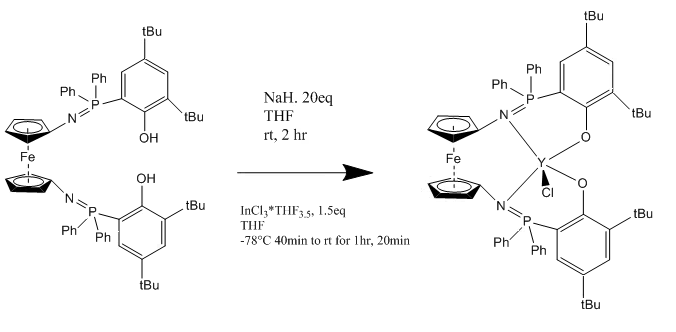 tBu
Ph
Ph
P
N
tBu
OH
Fe
OH
N
P
tBu
Ph
Ph
tBu
NaH. 20eq
THF
rt, 2 hr
InCl3*THF3.5, 1.5eq
THF
-78°C 40min to rt for 1hr, 20min
tBu
Ph
Ph
P
N
tBu
O
Fe
Y
O
Cl
N
P
tBu
Ph
Ph
tBu